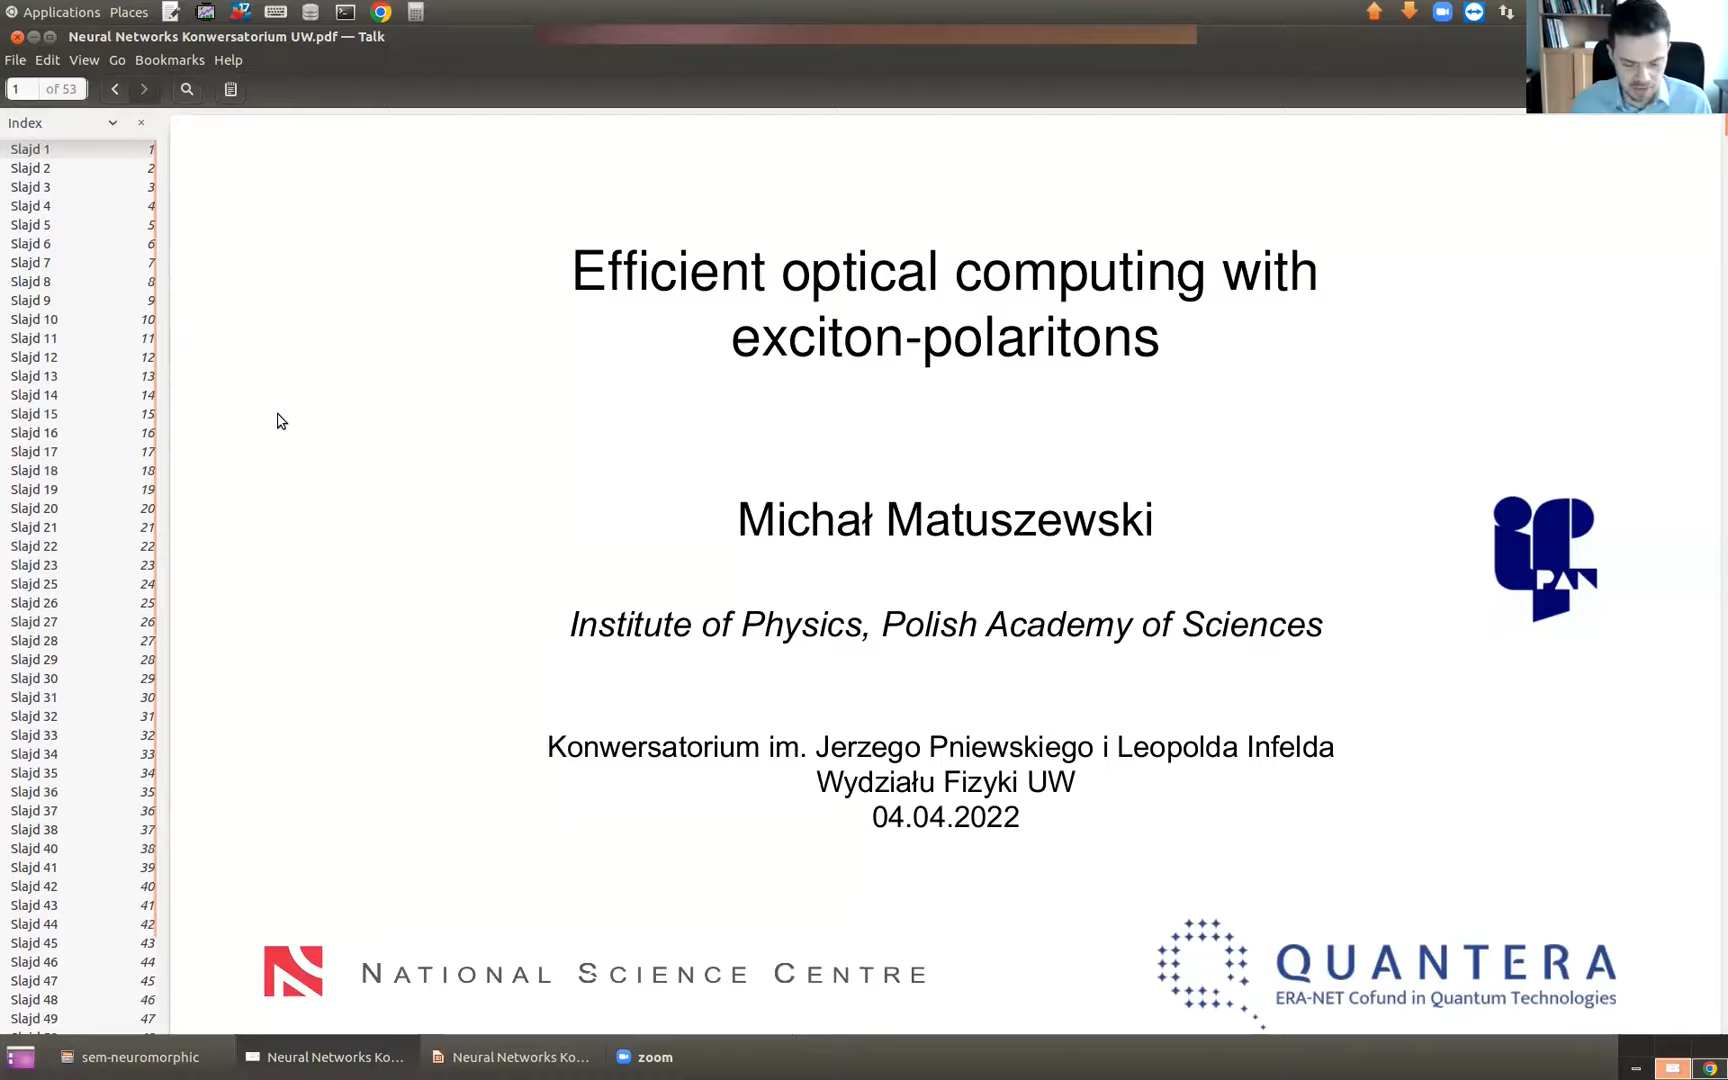 Applications Places 17
Neural Networks Konwersatorium UW.pdf — Talk
File Edit View Go Bookmarks Help
1 of 53
Index
Slajd 1 1
Slajd 2 2
Slajd 3 3
Slajd 4 4
Slajd 5 5
Slajd 6 6
Slajd 7 7
Slajd 8 8
Slajd 9 9
Slajd 10 10
Slajd 11 11
Slajd 12 12
Slajd 13 13
Slajd 14 14
Slajd 15 15
Slajd 16 16
Slajd 17 17
Slajd 18 18
Slajd 19 19
Slajd 20 20
Slajd 21 21
Slajd 22 22
Slajd 23 23
Slajd 25 24
Slajd 26 25
Slajd 27 26
Slajd 28 27
Slajd 29 28
Slajd 30 29
Slajd 31 30
Slajd 32 31
Slajd 33 32
Slajd 34 33
Slajd 35 34
Slajd 36 35
Slajd 37 36
Slajd 38 37
Slajd 40 38
Slajd 41 39
Slajd 42 40
Slajd 43 41
Slajd 44 42
Slajd 45 43
Slajd 46 44
Slajd 47 45
Slajd 48 46
Slajd 49 47
Efficient optical computing with
exciton-polaritons
Michał Matuszewski
PAN
Institute of Physics, Polish Academy of Sciences
Konwersatorium im. Jerzego Pniewskiego i Leopolda Infelda
Wydziału Fizyki UW
04.04.2022
NATIONAL SCIENCE CENTRE
QUANTERA
ERA-NET Cofund in Quantum Technologies
sem-neuromorphic Neural Networks Ko... Neural Networks Ko... zoom